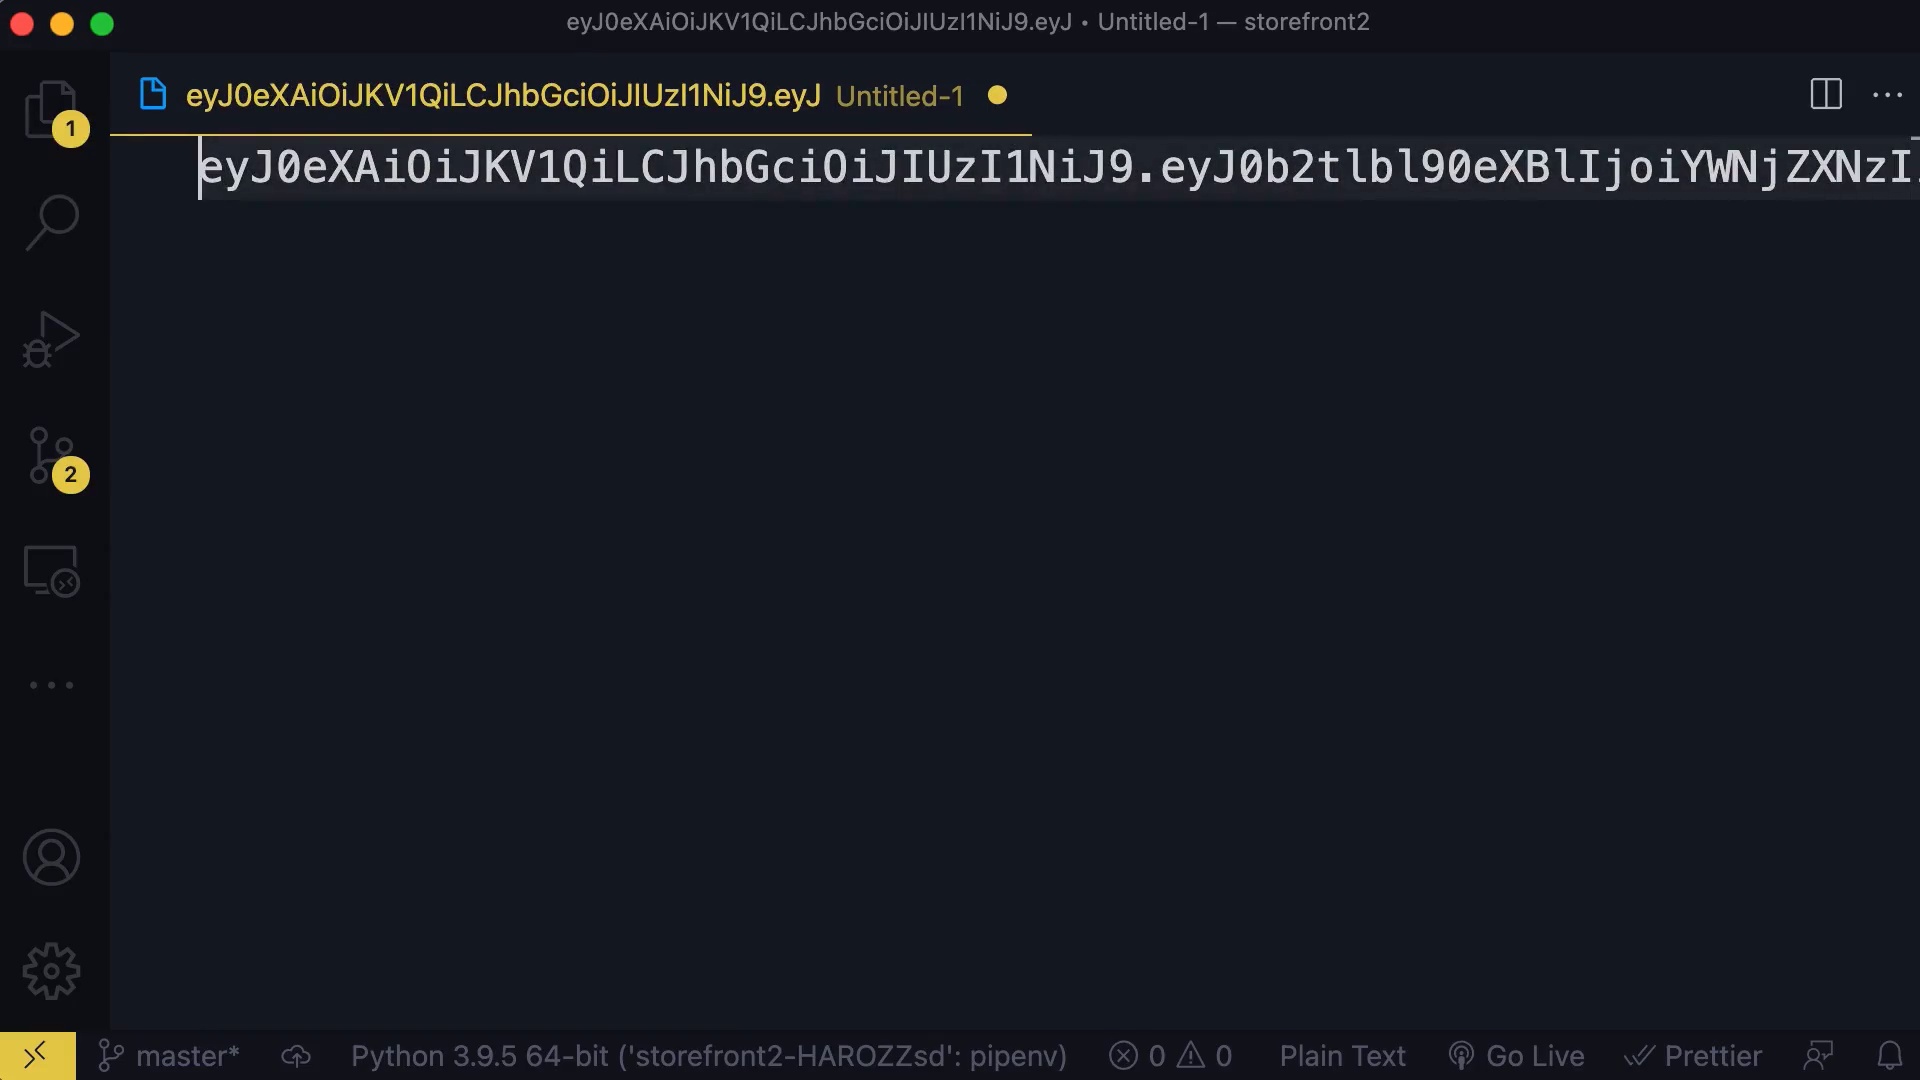 eyJ0eXAiOiJKV1QiLCJhbGciOiJIUzI1NiJ9.eyJ • Untitled-1 — storefront2
eyJ0eXAiOiJKV1QiLCJhbGciOiJIUzI1NiJ9.eyJ Untitled-1
1
eyJ0eXAiOiJKV1QiLCJhbGciOiJIUzI1NiJ9.eyJ0b2tlbl90eXBlIjoiYWNjZXNzI
2
master* Python 3.9.5 64-bit ('storefront2-HAROZZsd': pipenv) 0 0 Plain Text Go Live Prettier